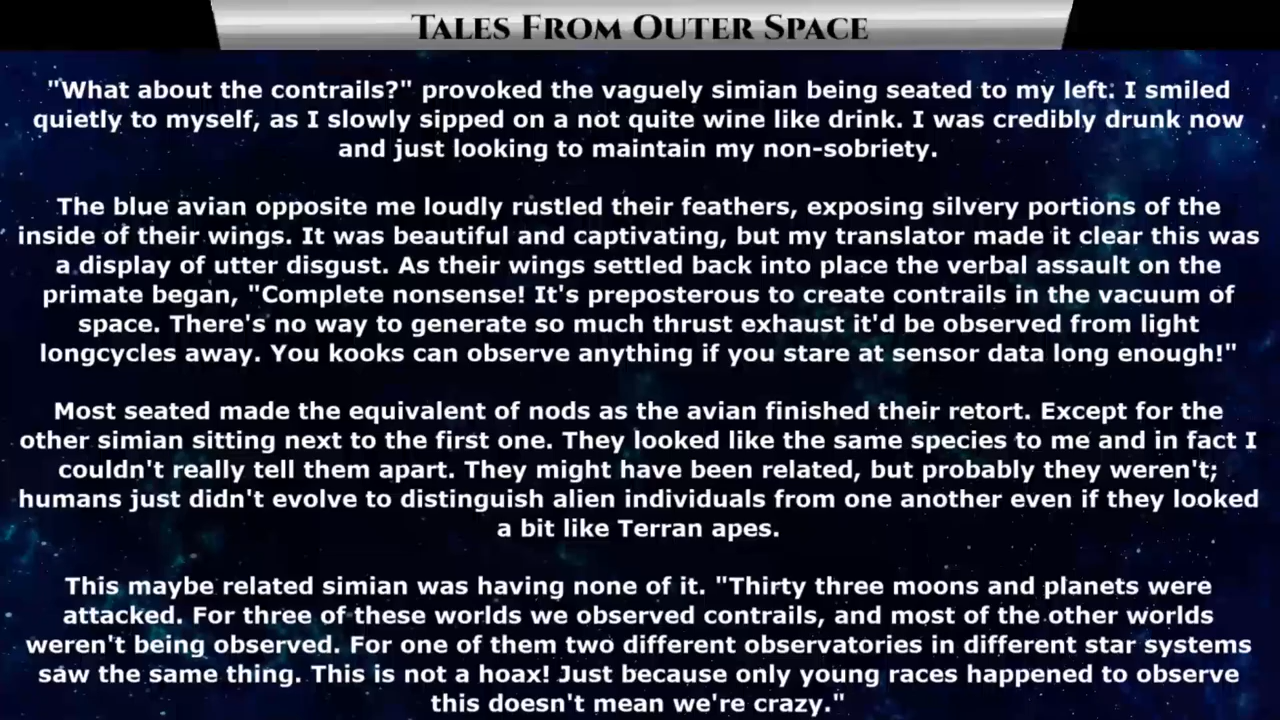 Tales From Outer Space
"What about the contrails?" provoked the vaguely simian being seated to my left. I smiled
quietly to myself, as I slowly sipped on a not quite wine like drink. I was credibly drunk now
and just looking to maintain my non-sobriety.
The blue avian opposite me loudly rustled their feathers, exposing silvery portions of the
inside of their wings. It was beautiful and captivating, but my translator made it clear this was
a display of utter disgust. As their wings settled back into place the verbal assault on the
primate began, "Complete nonsense! It's preposterous to create contrails in the vacuum of
space. There's no way to generate so much thrust exhaust it'd be observed from light
longcycles away. You kooks can observe anything if you stare at sensor data long enough!"
Most seated made the equivalent of nods as the avian finished their retort. Except for the
other simian sitting next to the first one. They looked like the same species to me and in fact I
couldn't really tell them apart. They might have been related, but probably they weren't;
humans just didn't evolve to distinguish alien individuals from one another even if they looked
a bit like Terran apes.
This maybe related simian was having none of it. "Thirty three moons and planets were
attacked. For three of these worlds we observed contrails, and most of the other worlds
weren't being observed. For one of them two different observatories in different star systems
saw the same thing. This is not a hoax! Just because only young races happened to observe
this doesn't mean we're crazy."